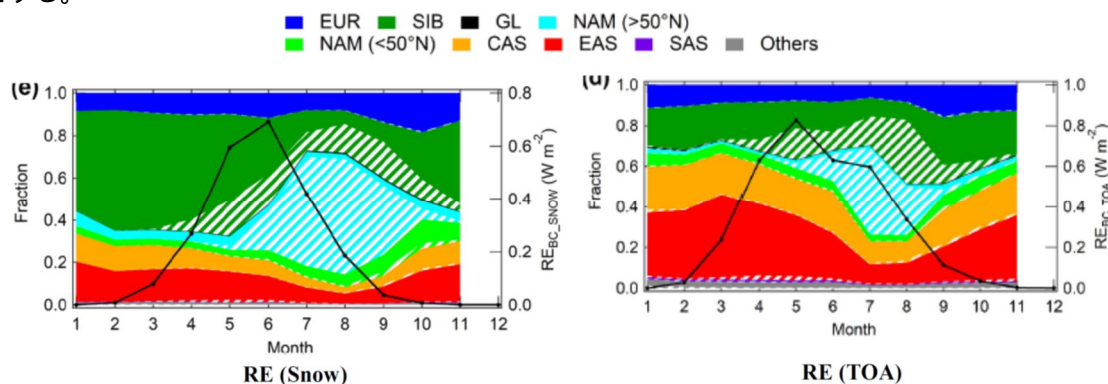 する。
EUR SIB GL NAM (>50°N)
NAM (<50°N) CAS EAS SAS Others
(e)
1.0
0.8
0.6
0.4
0.2
0.0
Fraction
0.8
0.6
0.4
0.2
0.0
RE_BC_SNOW (W m⁻²)
1 2 3 4 5 6 7 8 9 10 11 12
Month
RE (Snow)
(d)
1.0
0.8
0.6
0.4
0.2
0.0
Fraction
1.0
0.8
0.6
0.4
0.2
0.0
RE_BC_TOA (W m⁻²)
1 2 3 4 5 6 7 8 9 10 11 12
Month
RE (TOA)